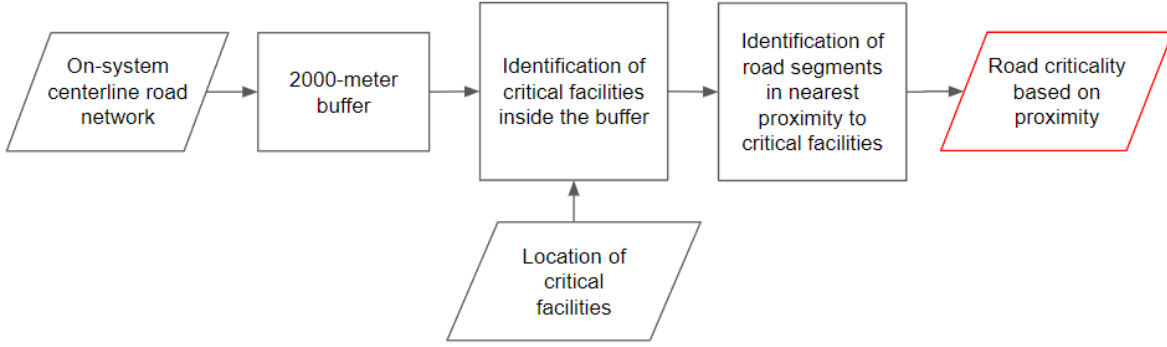 On-system
centerline road
network
2000-meter
buffer
Identification of
critical facilities
inside the buffer
Identification of
road segments
in nearest
proximity to
critical facilities
Road criticality
based on
proximity
Location of
critical
facilities